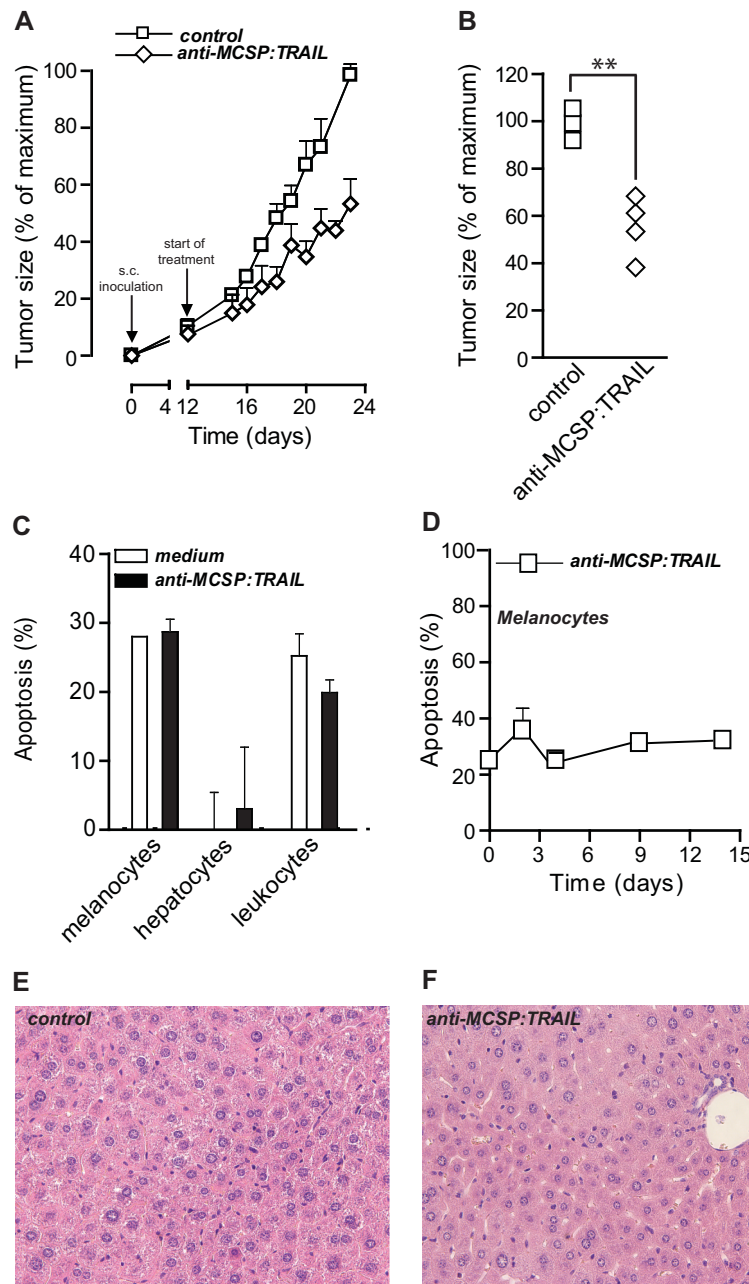 A
control
anti-MCSP:TRAIL
Tumor size (% of maximum)
100
80
60
40
20
0
s.c.
inoculation
start of
treatment
0
4
12
16
20
24
Time (days)
B
**
Tumor size (% of maximum)
120
100
80
60
40
20
0
control
anti-MCSP:TRAIL
C
medium
anti-MCSP:TRAIL
Apoptosis (%)
40
30
20
10
0
melanocytes
hepatocytes
leukocytes
D
anti-MCSP:TRAIL
Melanocytes
Apoptosis (%)
100
80
60
40
20
0
0
3
6
9
12
15
Time (days)
E
control
F
anti-MCSP:TRAIL